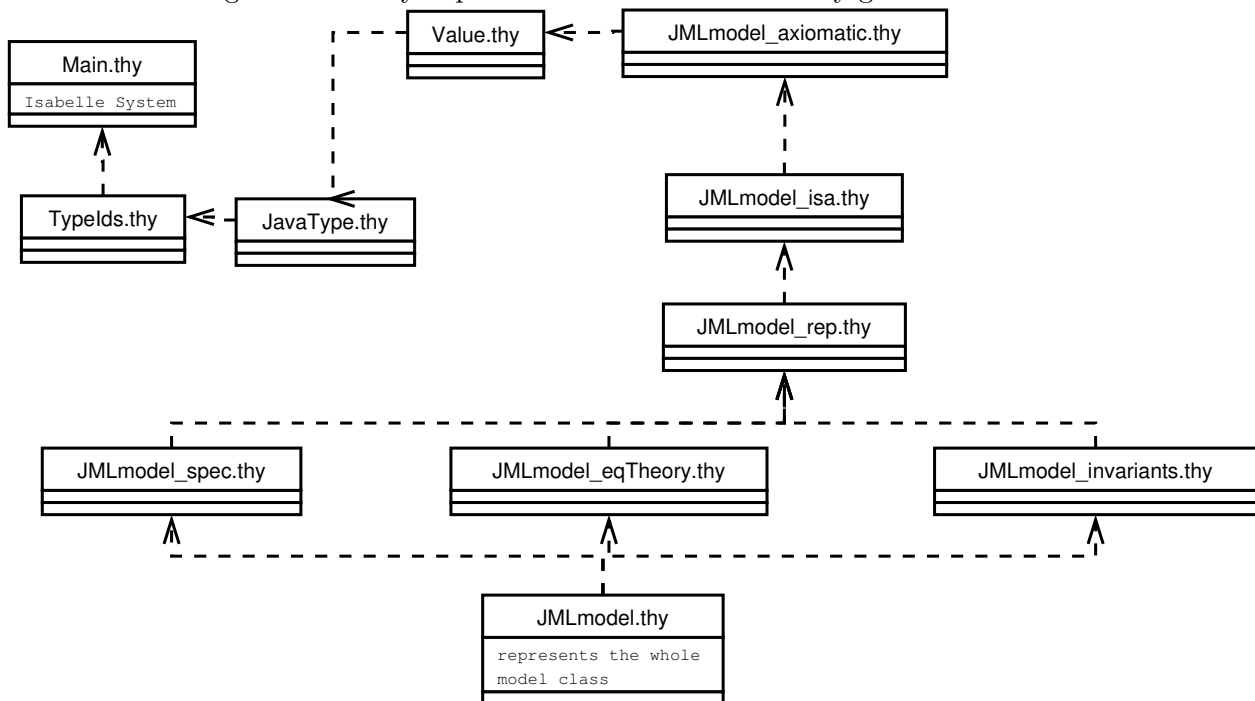 Value.thy
JMLmodel_axiomatic.thy
Main.thy
Isabelle System
JMLmodel_isa.thy
TypeIds.thy
JavaType.thy
JMLmodel_rep.thy
JMLmodel_spec.thy
JMLmodel_eqTheory.thy
JMLmodel_invariants.thy
JMLmodel.thy
represents the whole
model class